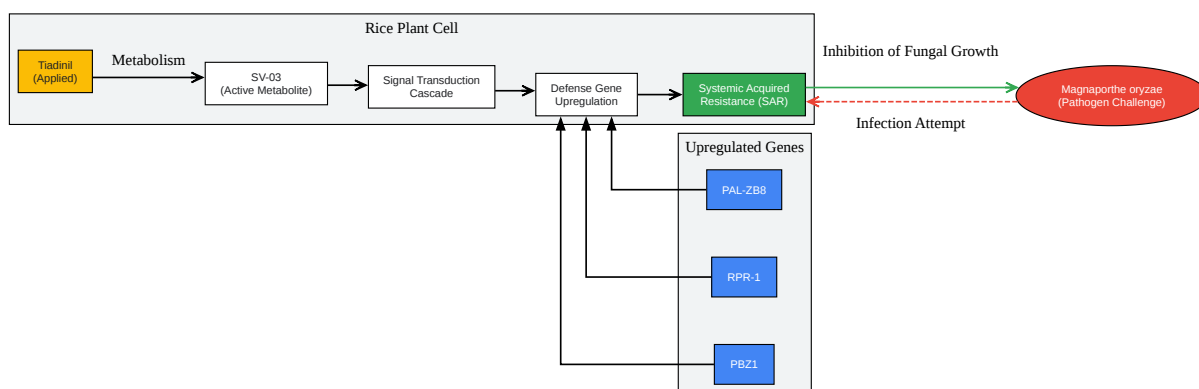 Rice Plant Cell
Tiadinil
(Applied)
Metabolism
SV-03
(Active Metabolite)
Signal Transduction
Cascade
Defense Gene
Upregulation
Systemic Acquired
Resistance (SAR)
Inhibition of Fungal Growth
Infection Attempt
Magnaporthe oryzae
(Pathogen Challenge)
Upregulated Genes
PAL-ZB8
RPR-1
PBZ1